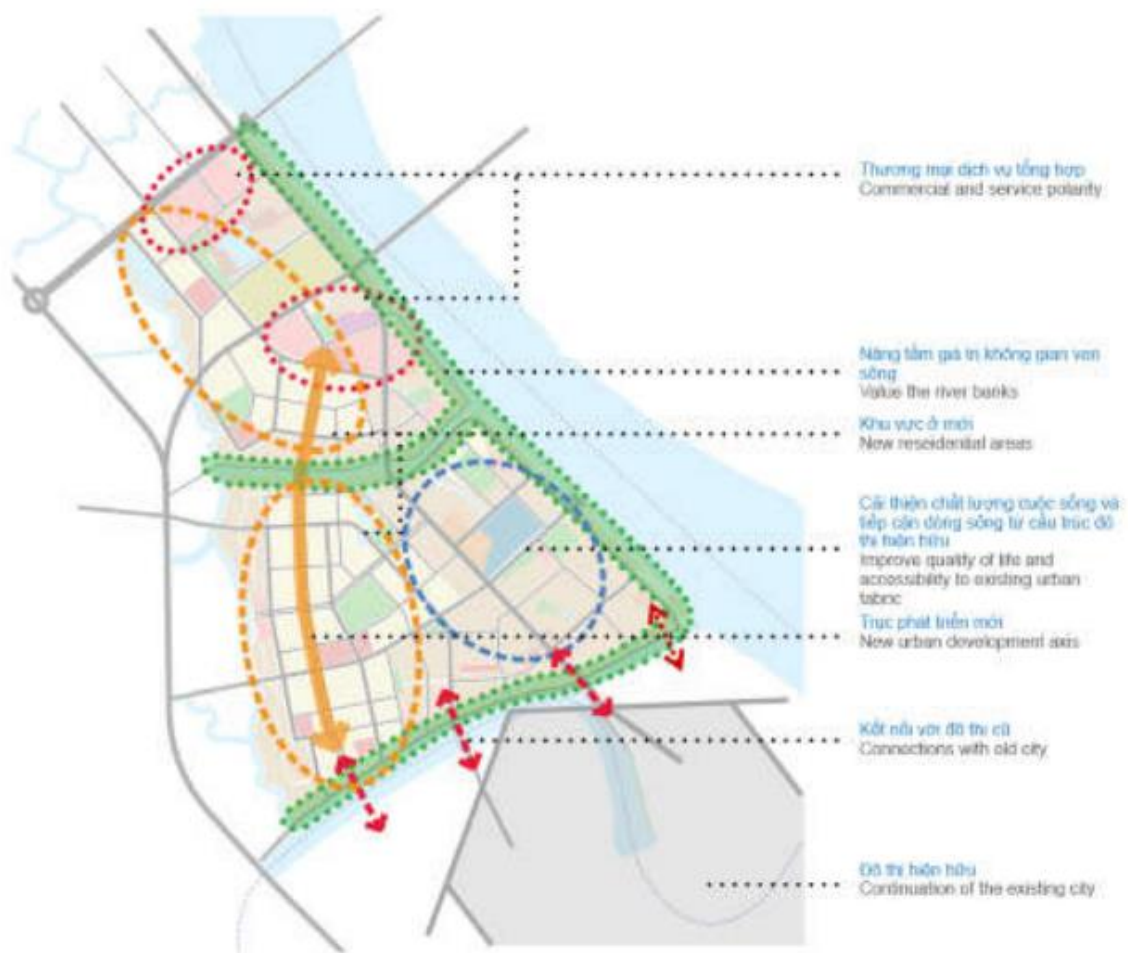 Thương mại dịch vụ tổng hợp
Commercial and service polarity
Nâng tầm giá trị không gian ven
sông
Value the river banks
Khu vực ở mới
New reseidential areas
Cải thiện chất lượng cuộc sống và
tiếp cận dòng sông từ cấu trúc đô
thị hiện hữu
Improve quality of life and
accessibility to existing urban
fabric
Trục phát triển mới
New urban development axis
Kết nối với đô thị cũ
Connections with old city
Đô thị hiện hữu
Continuation of the existing city